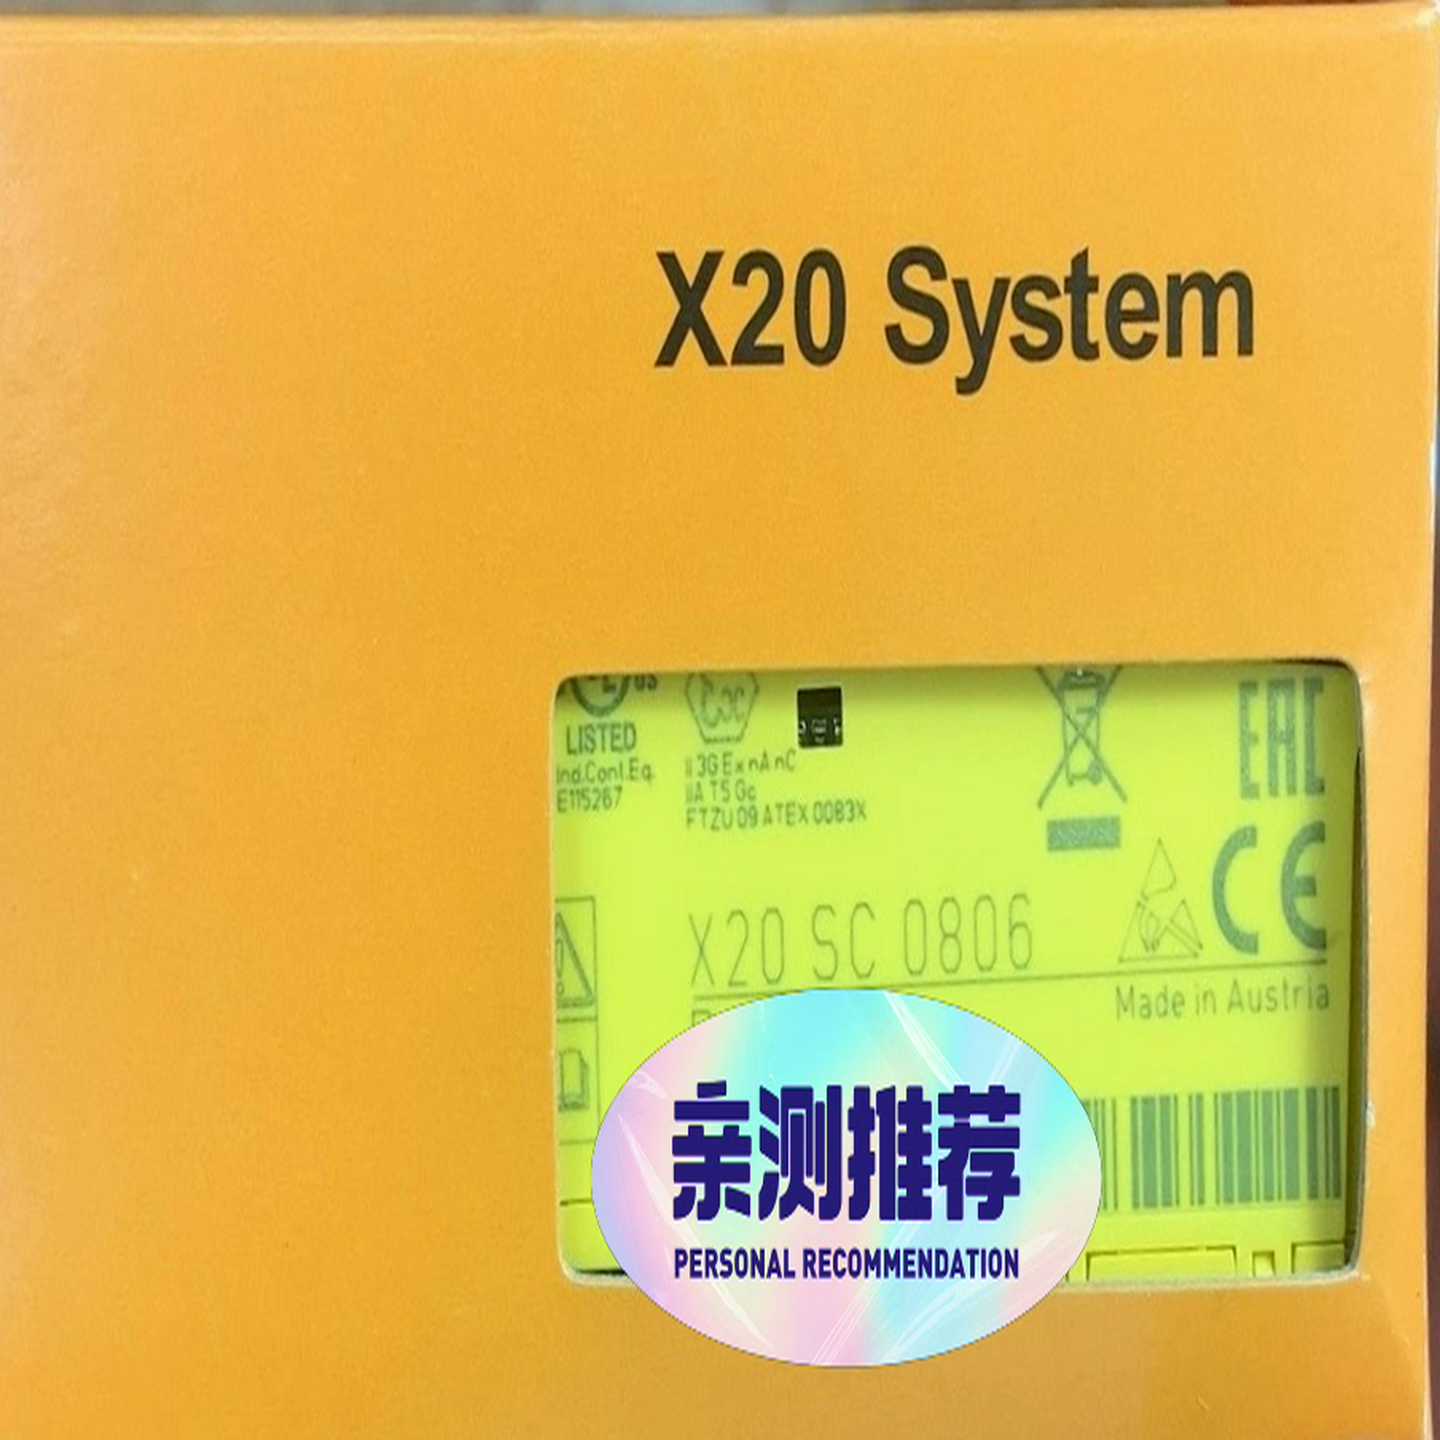 X20 System
US
LISTED
Ind.Cont.Eq.
E115267
II 3G Ex nA nC
IIA T5 Gc
FTZU 09 ATEX 0083X
EAC
CE
X20 SC 0806
Made in Austria
亲测推荐
PERSONAL RECOMMENDATION